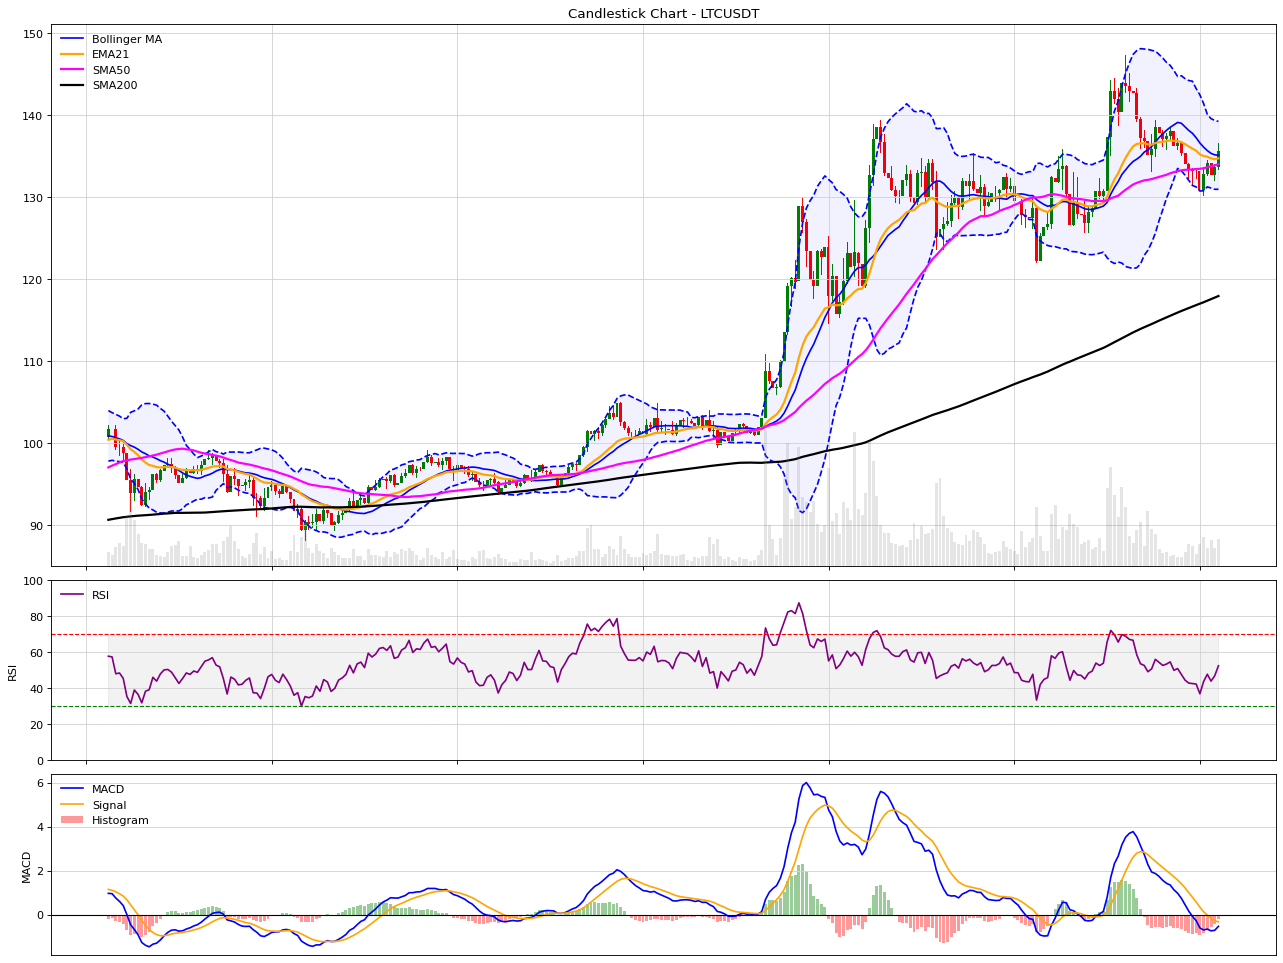 Candlestick Chart - LTCUSDT
Bollinger MA
EMA21
SMA50
SMA200
150
140
130
120
110
100
90
RSI
100
80
60
40
20
0
RSI
MACD
Signal
Histogram
6
4
2
0
MACD